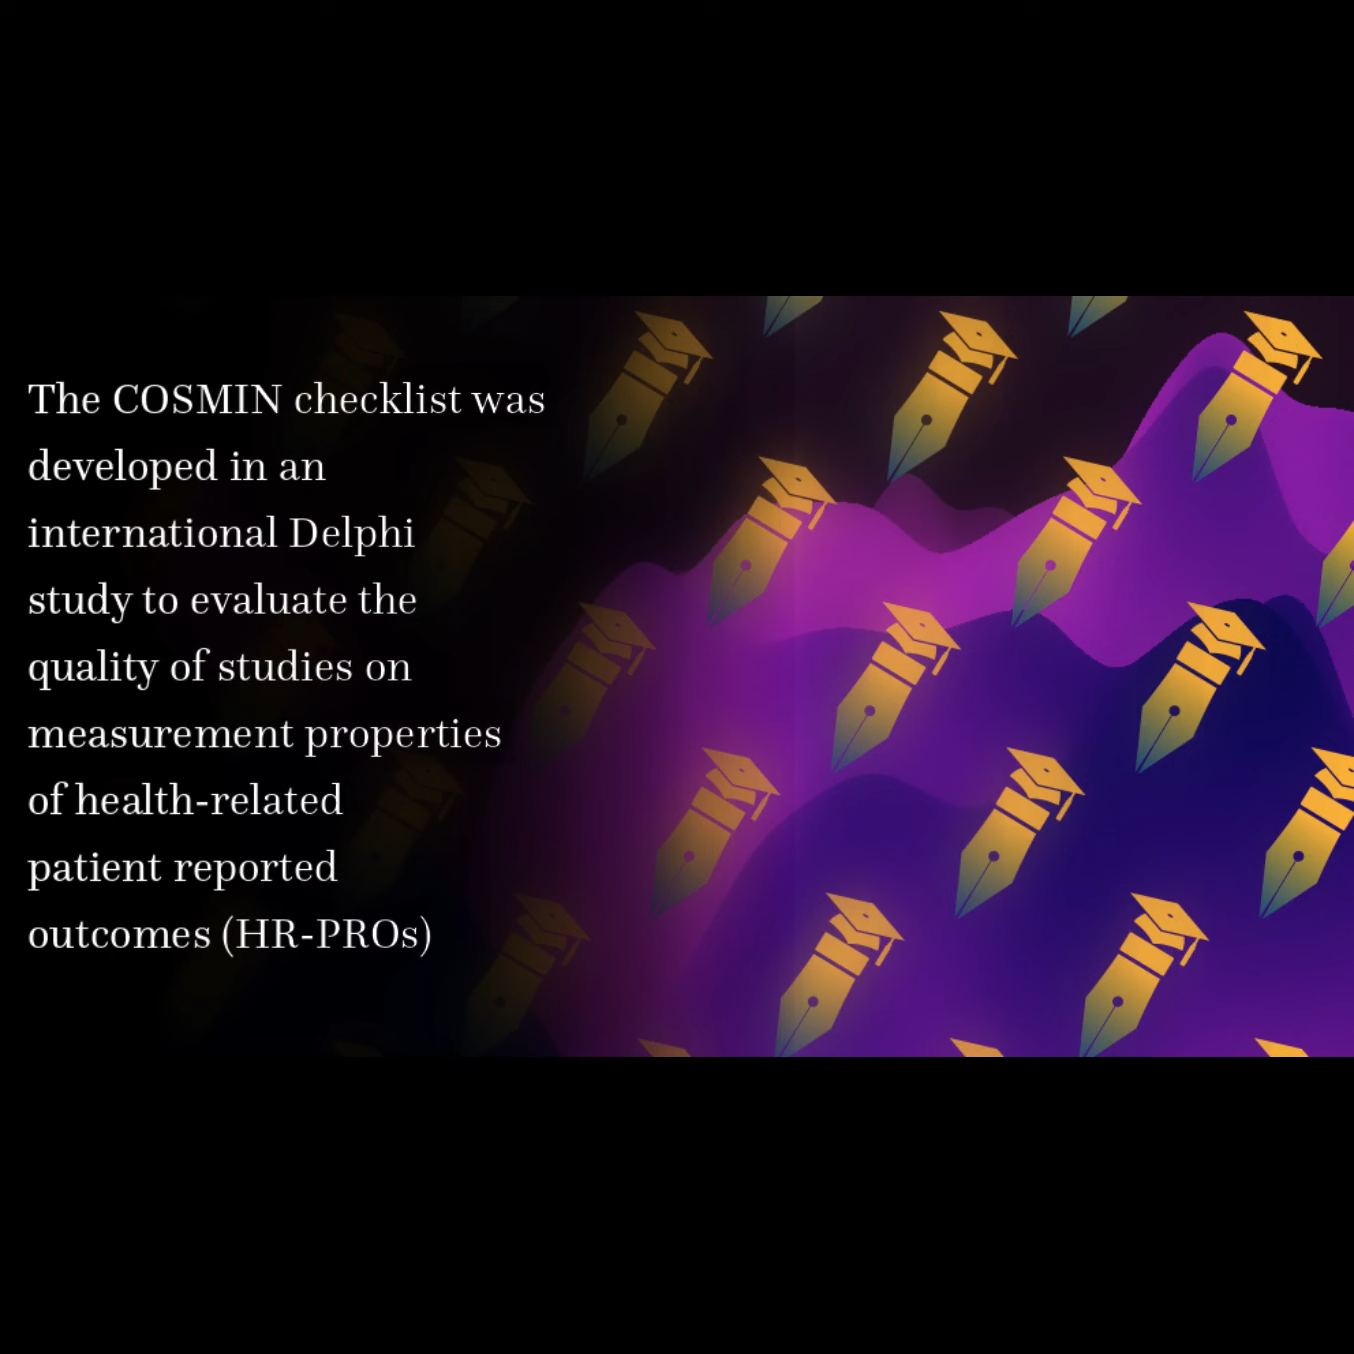 The COSMIN checklist was
developed in an
international Delphi
study to evaluate the
quality of studies on
measurement properties
of health-related
patient reported
outcomes (HR-PROs)